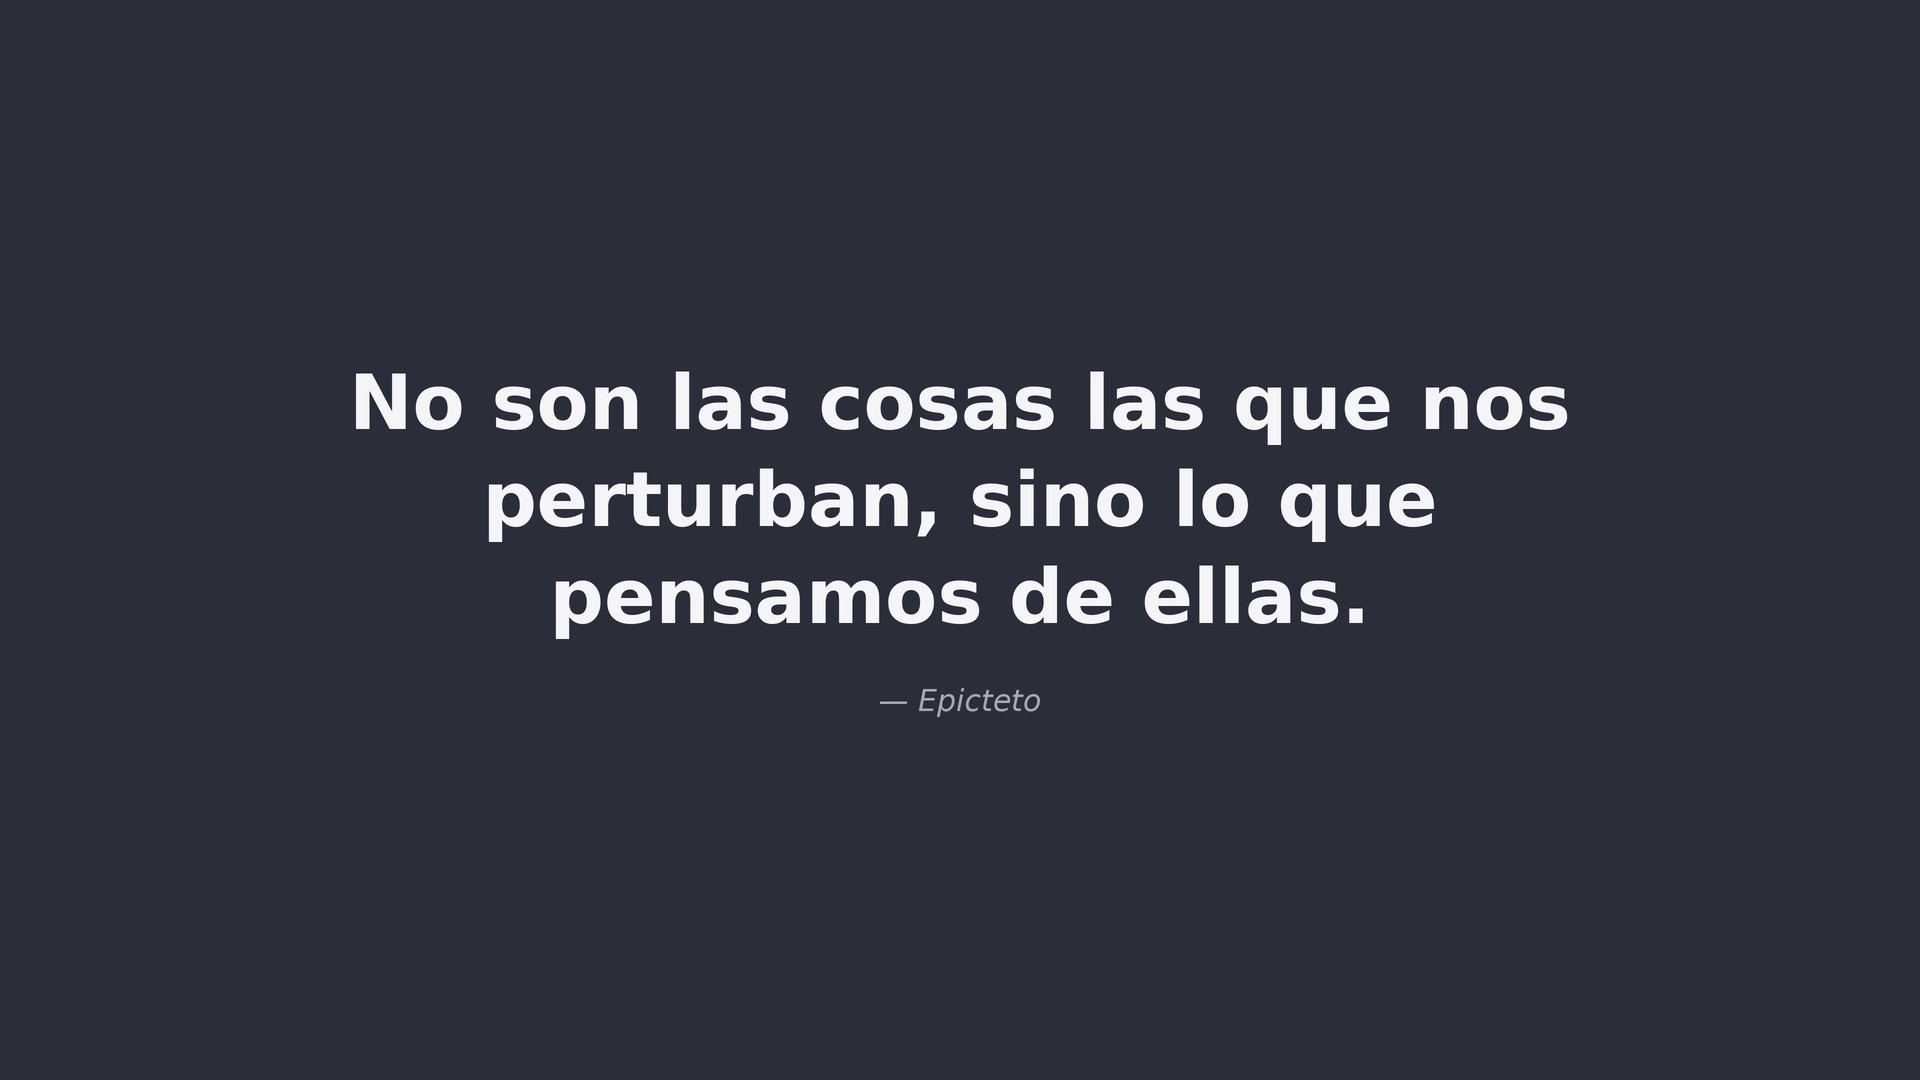 No son las cosas las que nos
perturban, sino lo que
pensamos de ellas.
— Epicteto